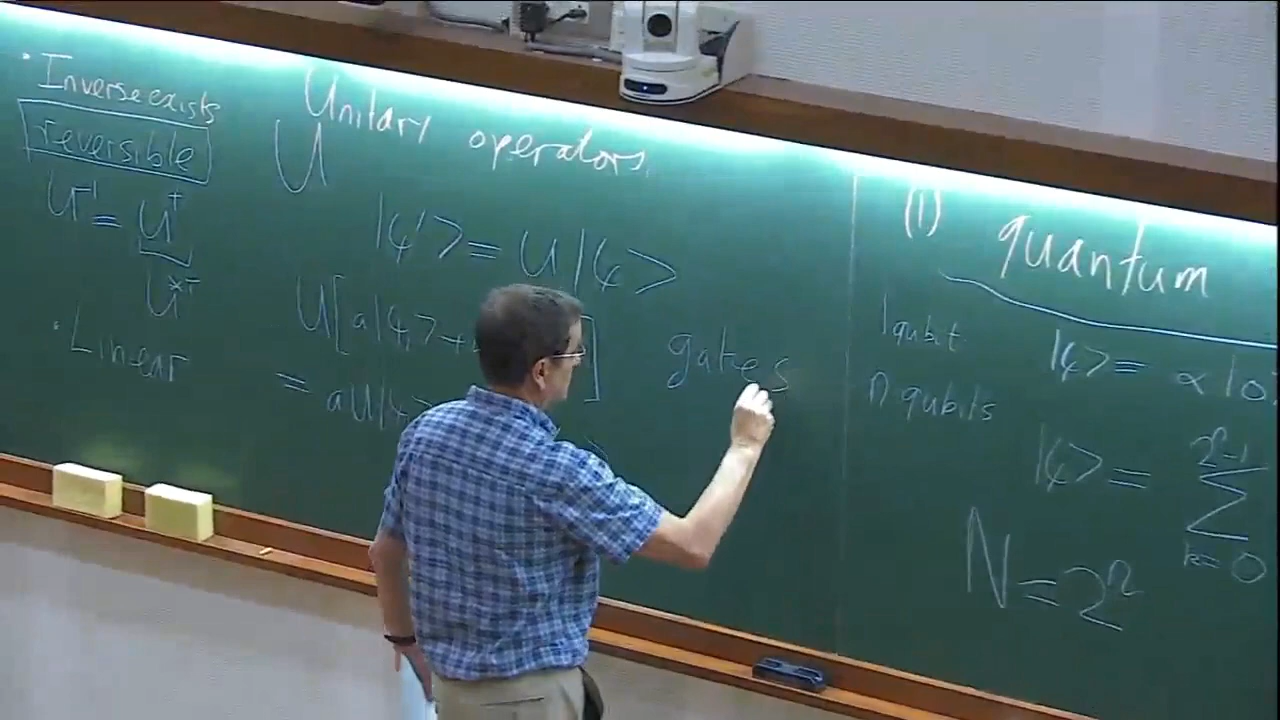 · Inverse exists
reversible
U⁻¹ = U†
U*ᵀ
· Linear
Unitary operators
U
|ψ'> = U|ψ>
U[a|ψ₁> + ]
= aU|ψ
gates
(1) quantum
1 qubit |ψ> = α|0>
n qubits
|ψ> = 2ⁿ-1 Σ k=0
N = 2ⁿ